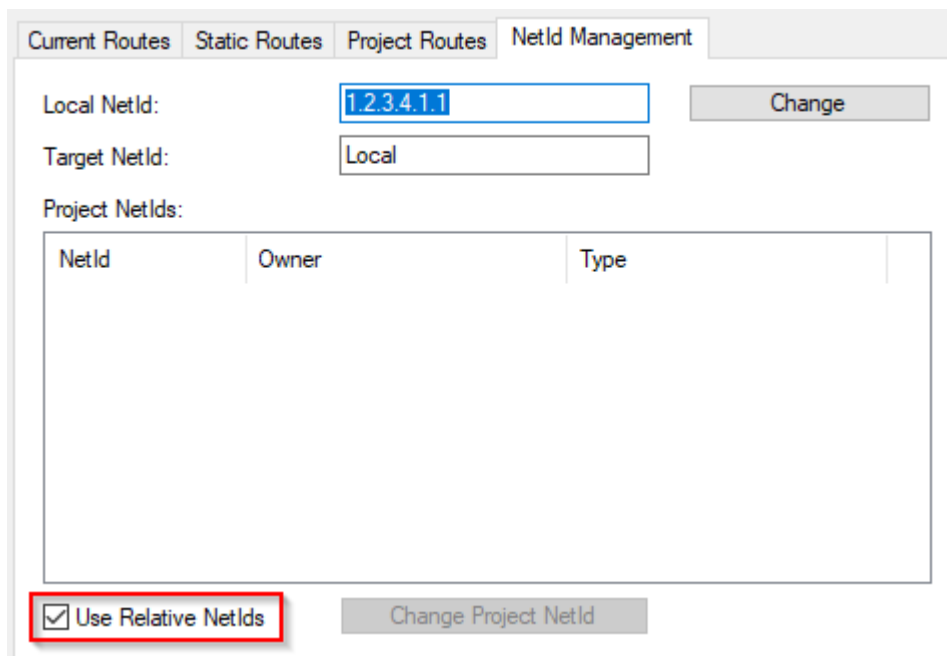 Current Routes Static Routes Project Routes NetId Management
Local NetId: 1.2.3.4.1.1 Change
Target NetId: Local
Project NetIds:
NetId Owner Type
Use Relative NetIds Change Project NetId